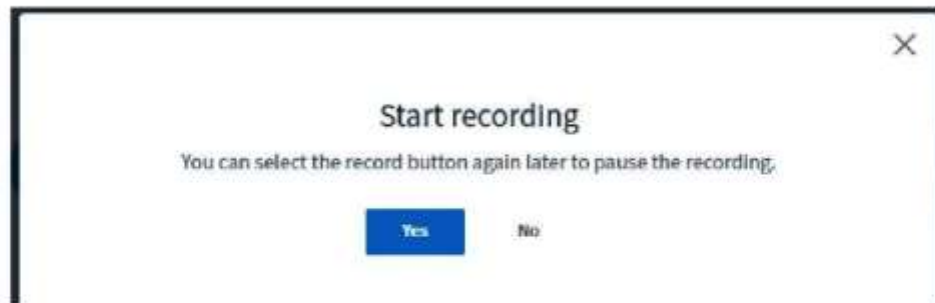 Start recording
You can select the record button again later to pause the recording.
Yes
No